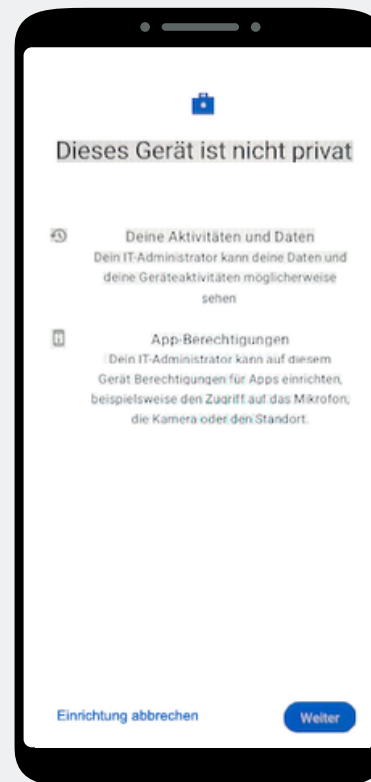 Dieses Gerät ist nicht privat
Deine Aktivitäten und Daten
Dein IT-Administrator kann deine Daten und
deine Geräteaktivitäten möglicherweise
sehen
App-Berechtigungen
Dein IT-Administrator kann auf diesem
Gerät Berechtigungen für Apps einrichten,
beispielsweise den Zugriff auf das Mikrofon,
die Kamera oder den Standort.
Einrichtung abbrechen
Weiter